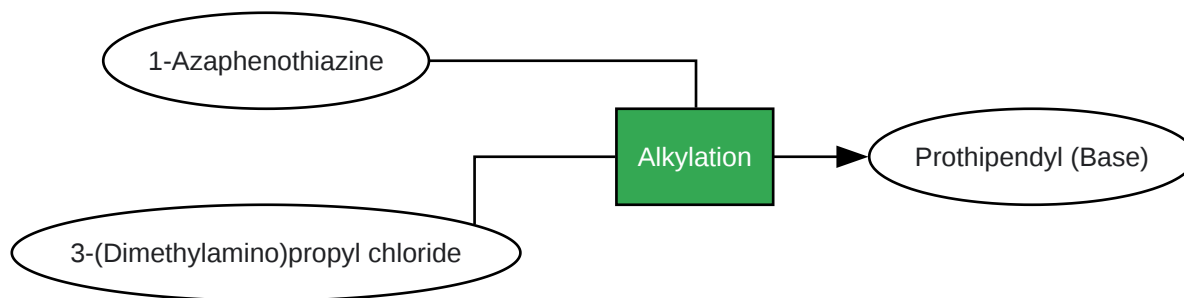 1-Azaphenothiazine
Alkylation
Prothipendyl (Base)
3-(Dimethylamino)propyl chloride